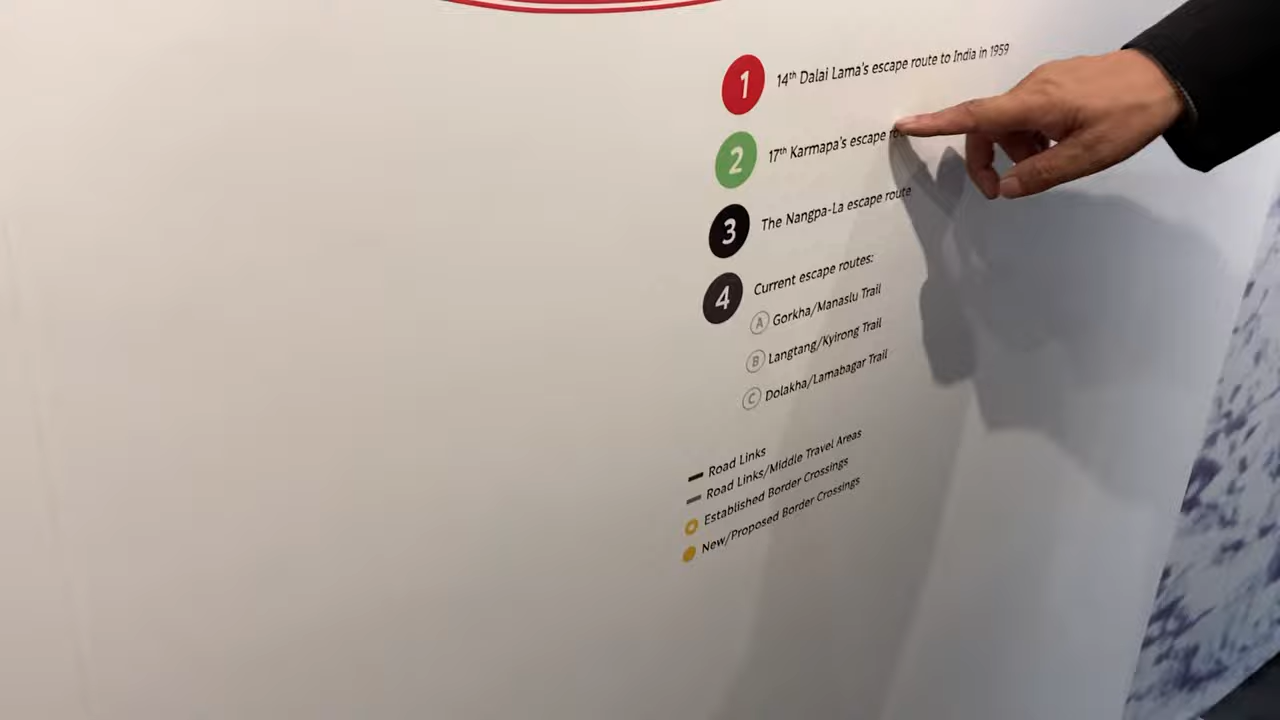 1 14th Dalai Lama's escape route to India in 1959
2 17th Karmapa's escape
3 The Nangpa-La escape route
4 Current escape routes:
A Gorkha/Manaslu Trail
B Langtang/Kyirong Trail
C Dolakha/Lamabagar Trail
Road Links
Road Links/Middle Travel Areas
Established Border Crossings
New/Proposed Border Crossings